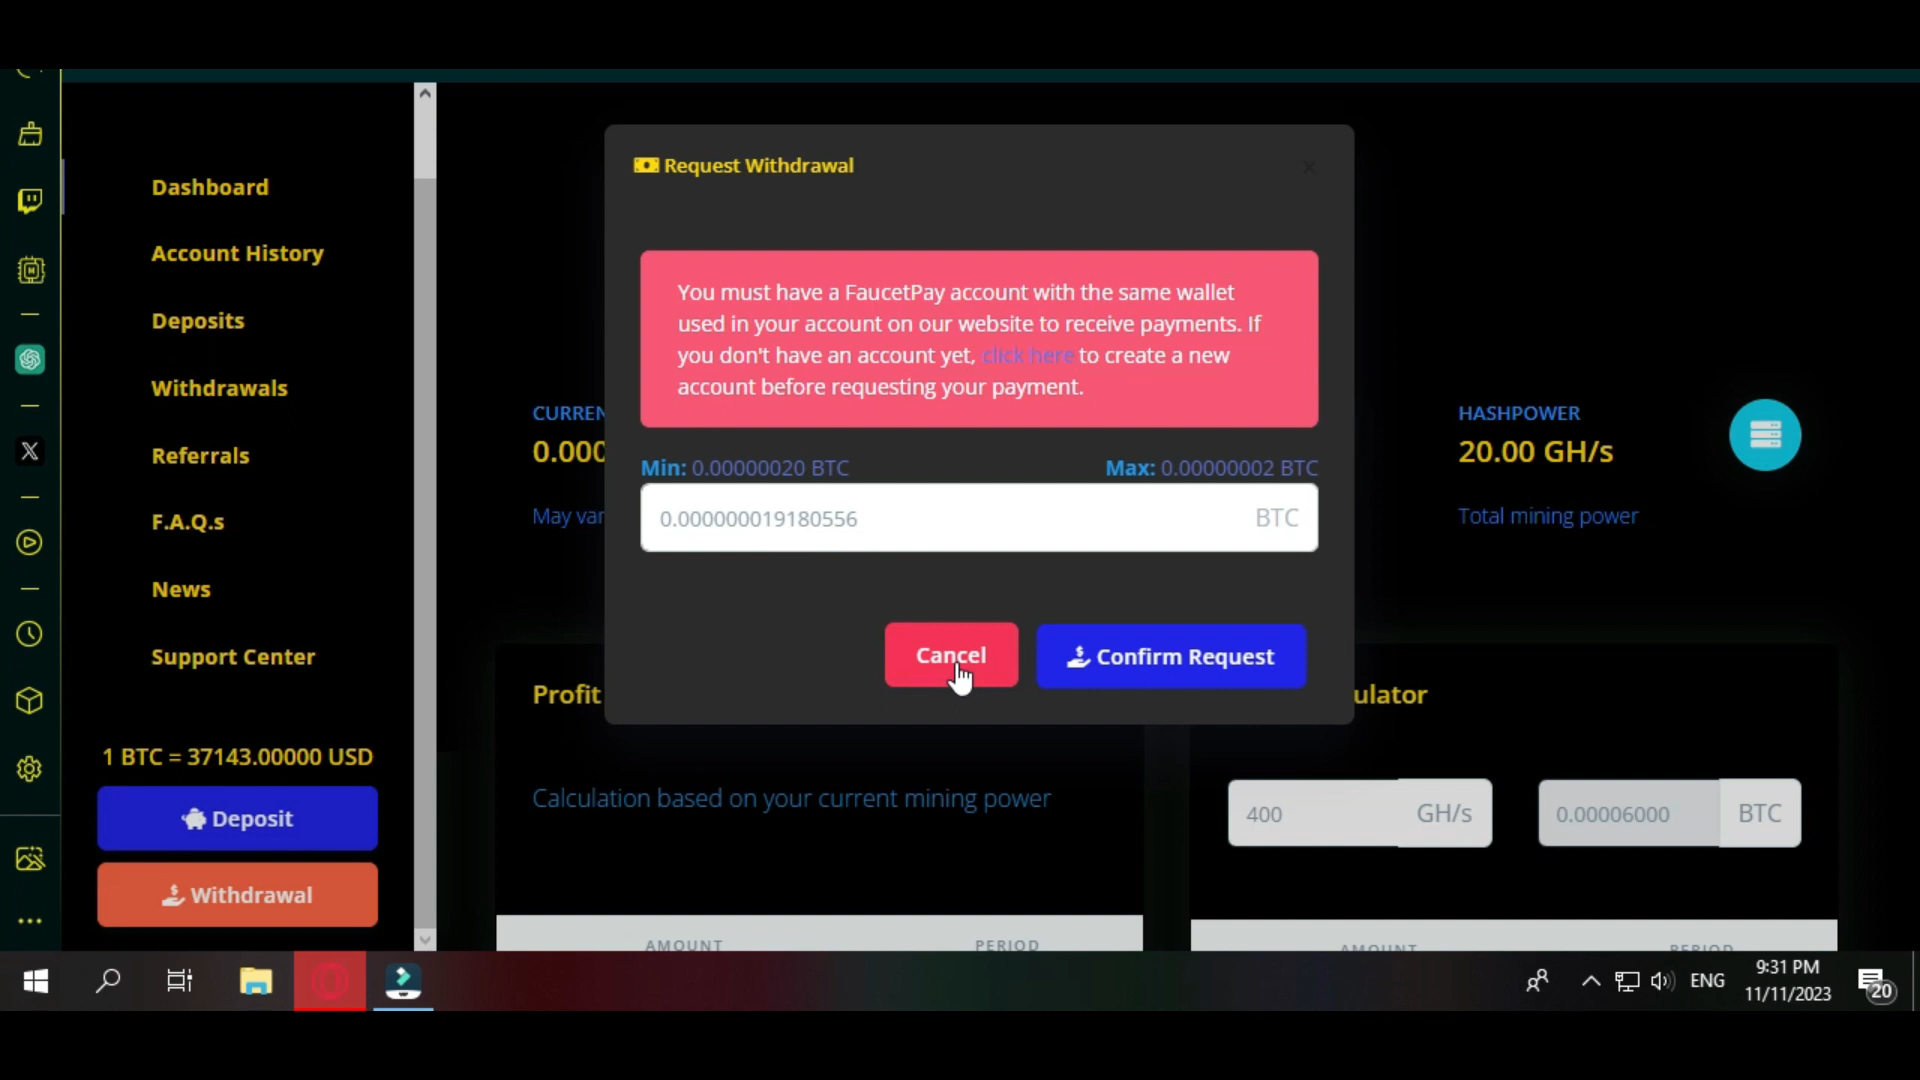 Request Withdrawal
×
You must have a FaucetPay account with the same wallet
used in your account on our website to receive payments. If
you don't have an account yet, click here to create a new
account before requesting your payment.
Min: 0.00000020 BTC
Max: 0.00000002 BTC
0.000000019180556
BTC
Cancel
Confirm Request
Dashboard
Account History
Deposits
Withdrawals
Referrals
F.A.Q.s
News
Support Center
1 BTC = 37143.00000 USD
Deposit
Withdrawal
0.000
HASHPOWER
20.00 GH/s
Total mining power
Profit
Calculation based on your current mining power
AMOUNT
PERIOD
400
GH/s
0.00006000
BTC
AMOUNT
PERIOD
ENG
9:31 PM
11/11/2023
20